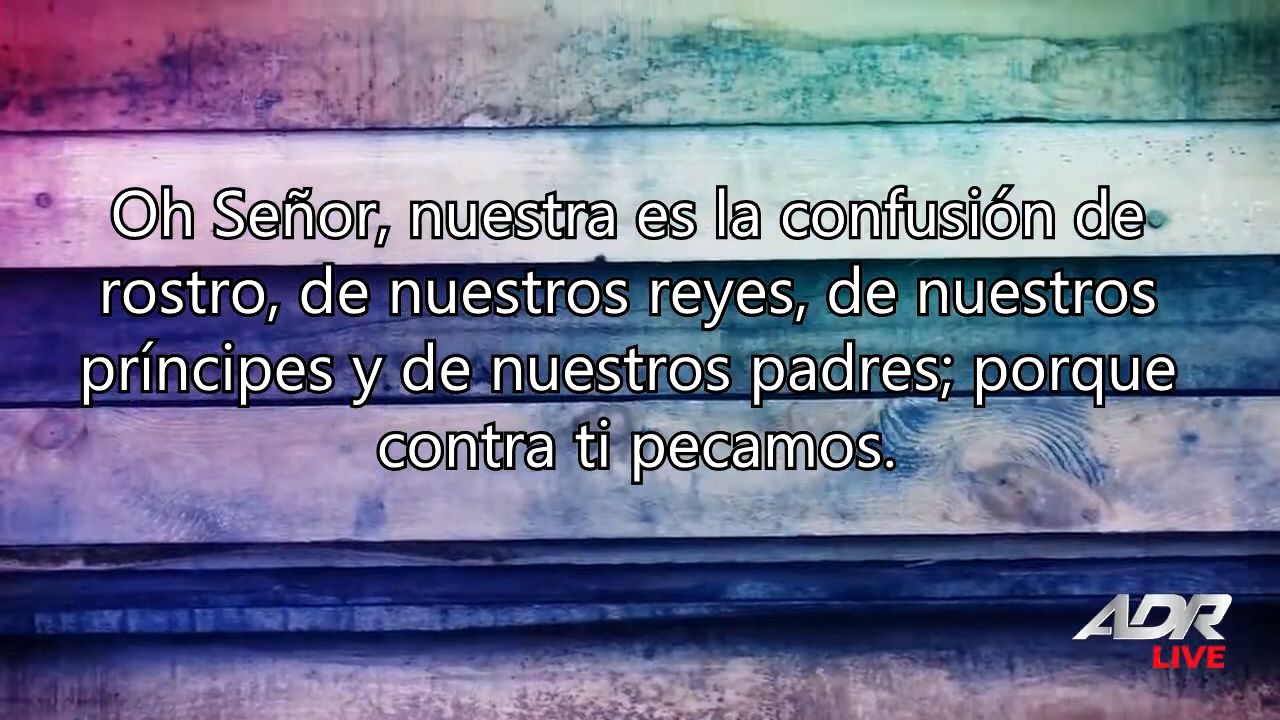 Oh Señor, nuestra es la confusión de
rostro, de nuestros reyes, de nuestros
príncipes y de nuestros padres; porque
contra ti pecamos.
ADR
LIVE